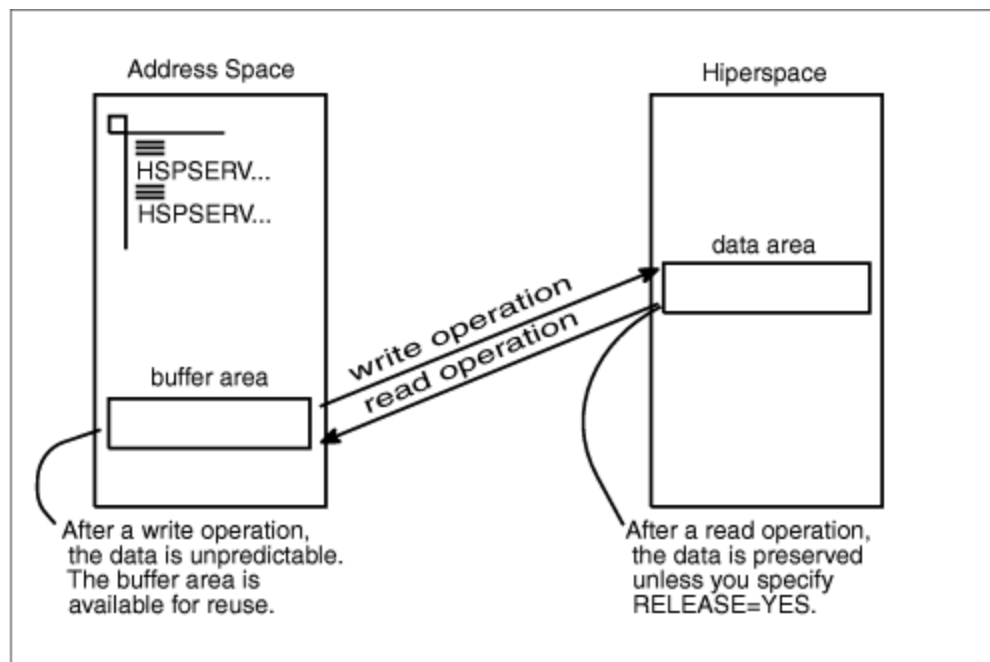 Address Space
HSPSERV...
HSPSERV...
buffer area
After a write operation,
the data is unpredictable.
The buffer area is
available for reuse.
write operation
read operation
Hiperspace
data area
After a read operation,
the data is preserved
unless you specify
RELEASE=YES.